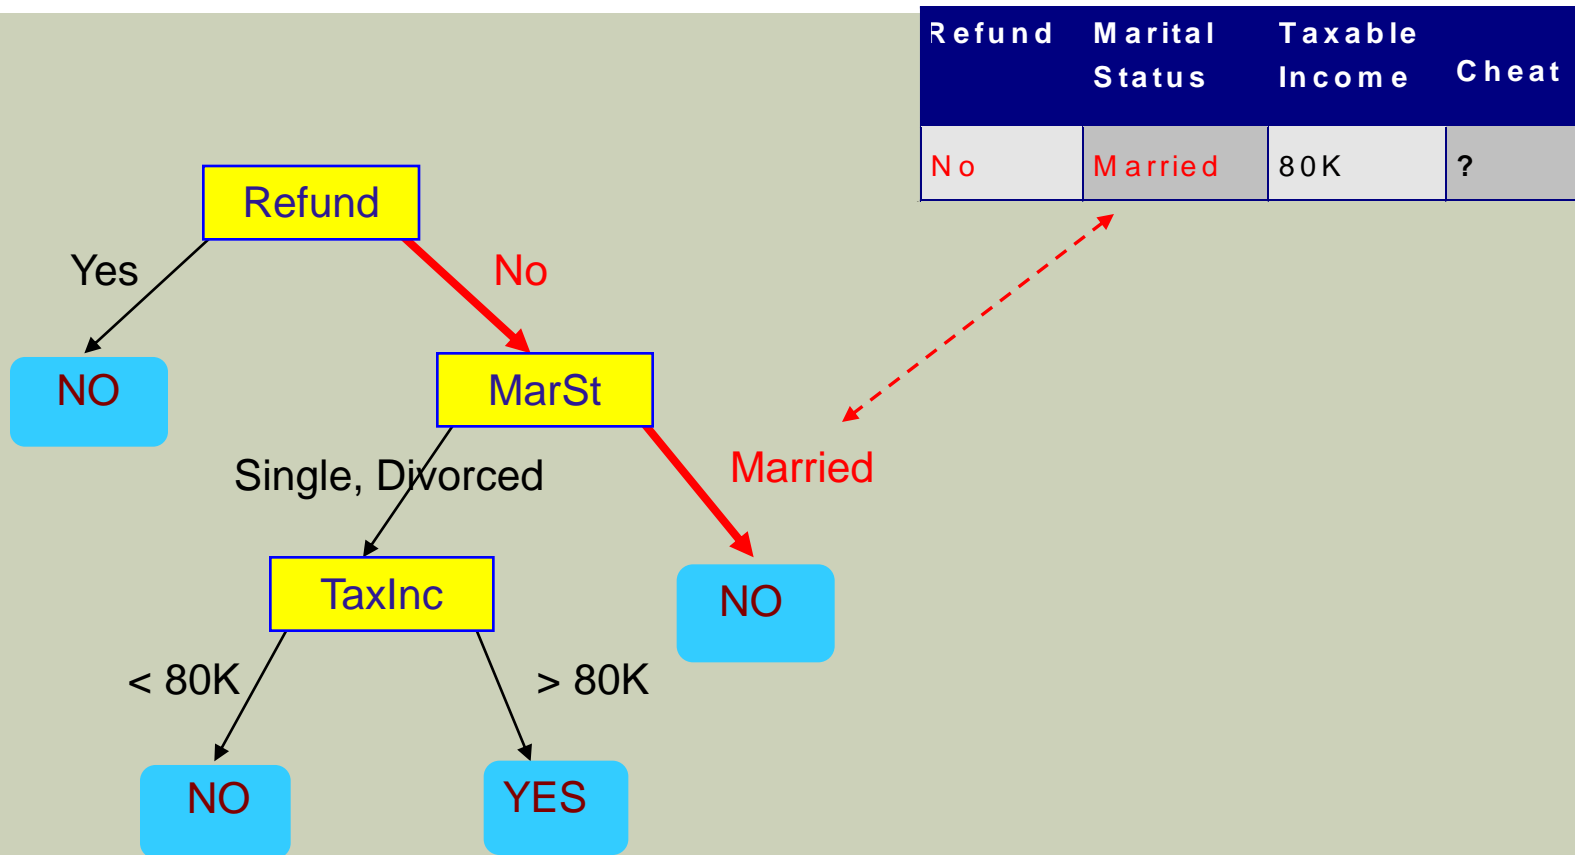 Refund Marital Taxable
Status Income Cheat
No Married 80K ?
Refund
Yes No
NO MarSt
Single, Divorced Married
TaxInc NO
< 80K > 80K
NO YES